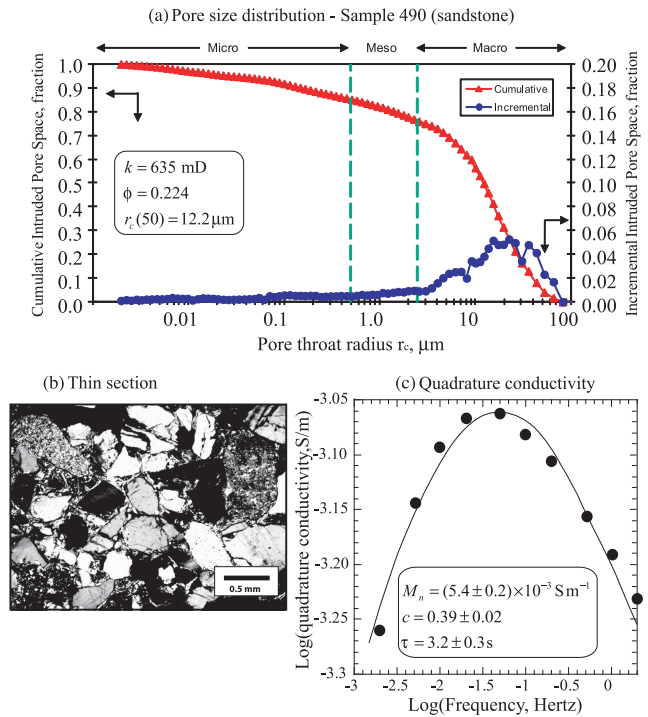 (a) Pore size distribution - Sample 490 (sandstone)
Micro Meso Macro
Cumulative Intruded Pore Space, fraction
1.0
0.9
0.8
0.7
0.6
0.5
0.4
0.3
0.2
0.1
0.0
k = 635 mD
ϕ = 0.224
r_c(50) = 12.2 μm
Cumulative
Incremental
0.20
0.18
0.16
0.14
0.12
0.10
0.08
0.06
0.04
0.02
0.00
Incremental Intruded Pore Space, fraction
0.01 0.1 1.0 10 100
Pore throat radius r_c, μm
(b) Thin section
0.5 mm
(c) Quadrature conductivity
Log(quadrature conductivity,S/m)
-3.05
-3.10
-3.14
-3.20
-3.25
-3.3
M_n = (5.4±0.2)×10⁻³ S m⁻¹
c = 0.39±0.02
τ = 3.2±0.3s
-3 -2.5 -2 -1.5 -1 -0.5 0
Log(Frequency, Hertz)